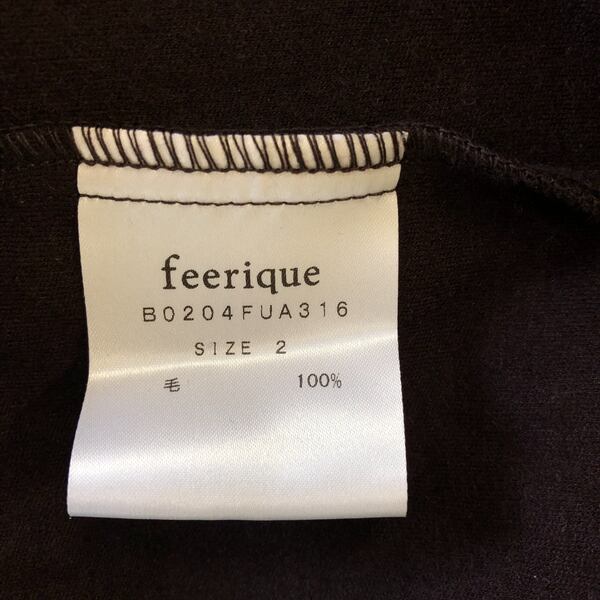 feerique
B0204FUA316
SIZE 2
毛 100%